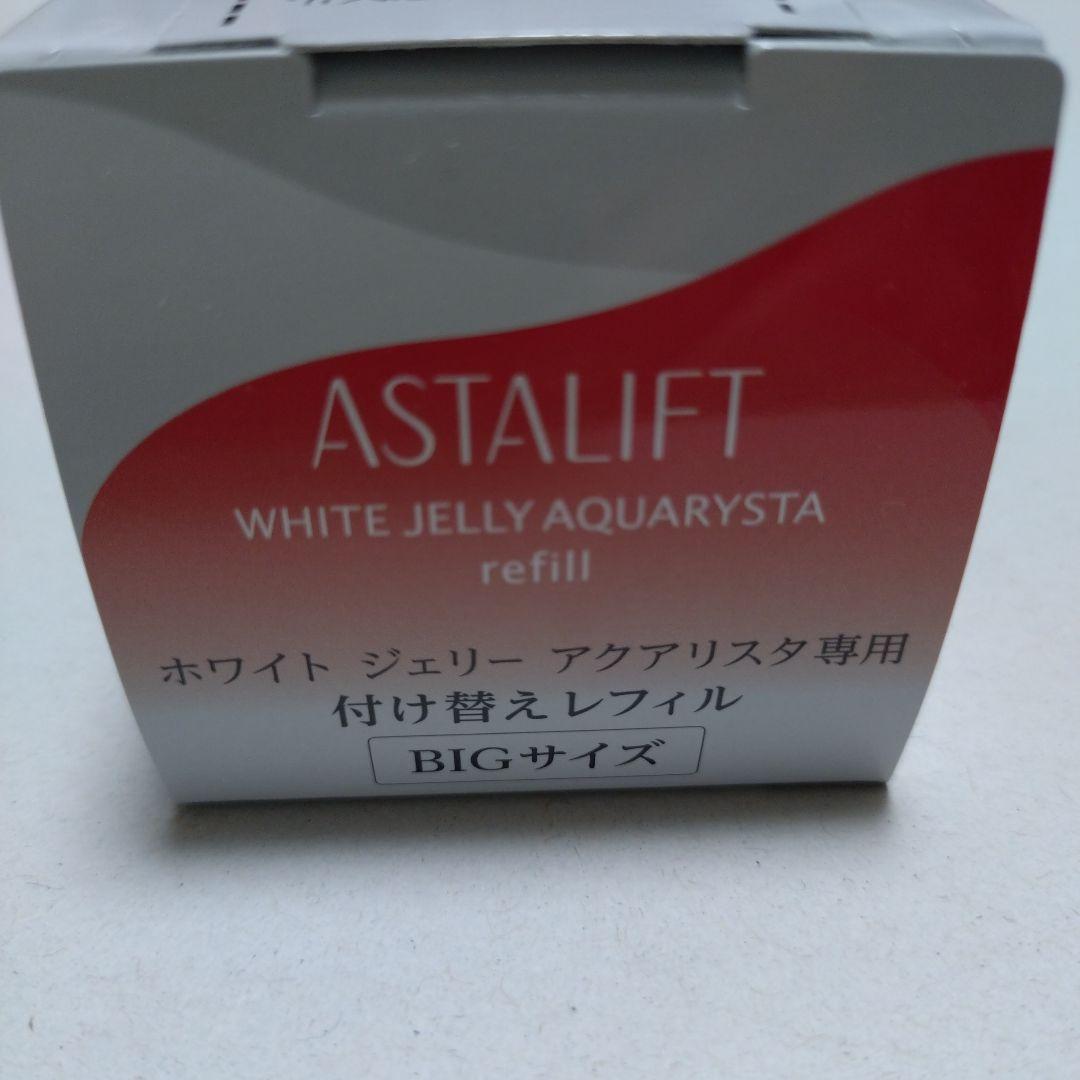 ASTALIFT
WHITE JELLY AQUARYSTA
refill
ホワイト ジェリー アクアリスタ専用
付け替えレフィル
BIGサイズ